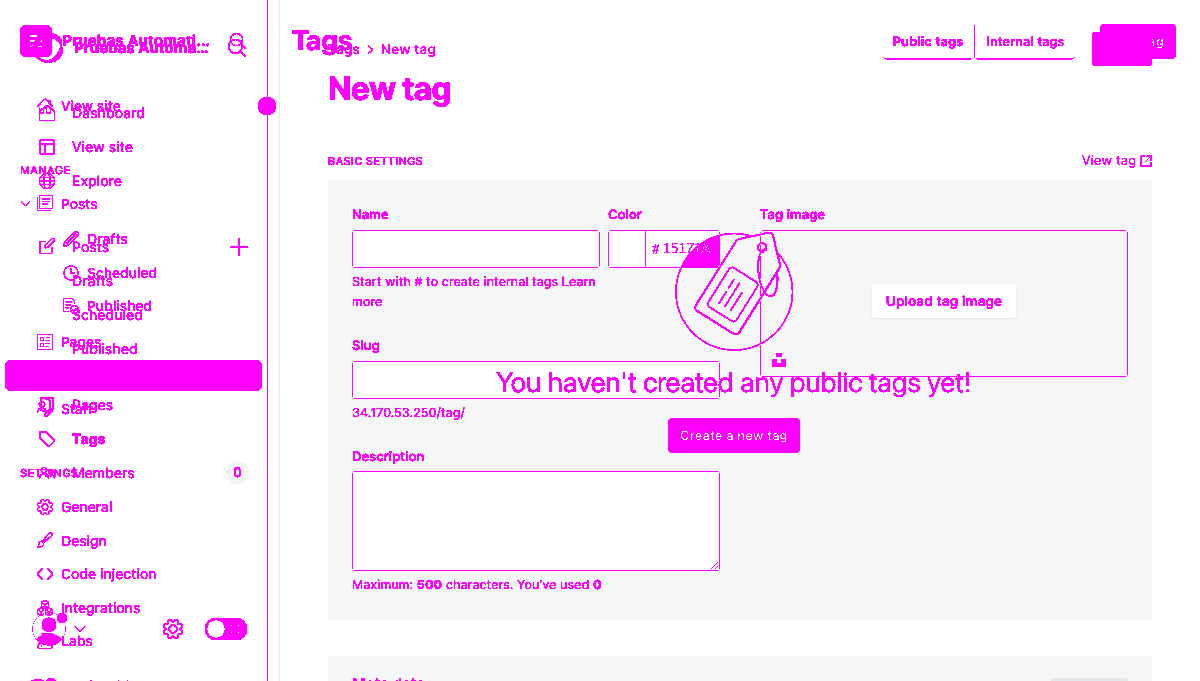 Pruebas Automati...
Pruebas Automa...
Tags
Tags > New tag
Public tags
Internal tags
New tag
View site
Dashboard
View site
MANAGE
Explore
Posts
Drafts
Posts
Scheduled
Drafts
Published
Scheduled
Pages
Published
Staff
Pages
Tags
SETTINGS
Members
0
General
Design
Code injection
Integrations
Labs
BASIC SETTINGS
View tag
Name
Color
Tag image
# 15171A
Start with # to create internal tags Learn
more
Upload tag image
Slug
You haven't created any public tags yet!
34.170.53.250/tag/
Create a new tag
Description
Maximum: 500 characters. You've used 0